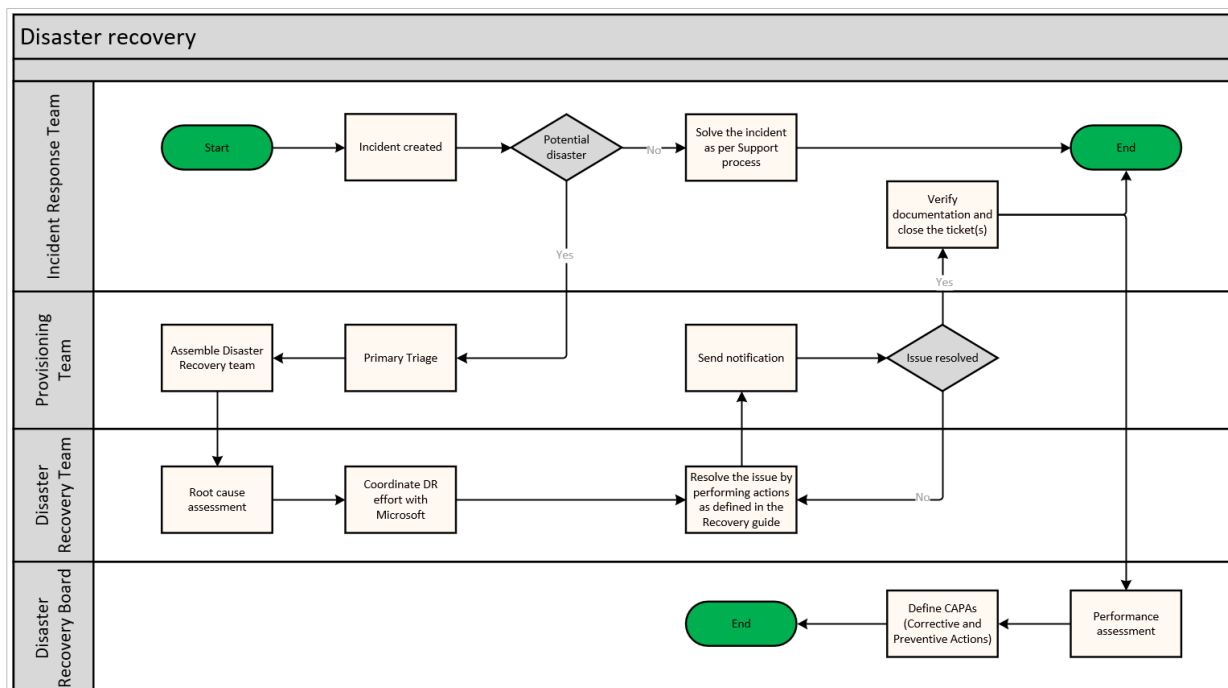 Disaster recovery
Incident Response Team
Start
Incident created
Potential
disaster
No
Solve the incident
as per Support
process
End
Verify
documentation and
close the ticket(s)
Yes
Yes
Provisioning
Team
Assemble Disaster
Recovery team
Primary Triage
Send notification
Issue resolved
Disaster
Recovery Team
Root cause
assessment
Coordinate DR
effort with
Microsoft
Resolve the issue by
performing actions
as defined in the
Recovery guide
No
Disaster
Recovery Board
End
Define CAPAs
(Corrective and
Preventive Actions)
Performance
assessment